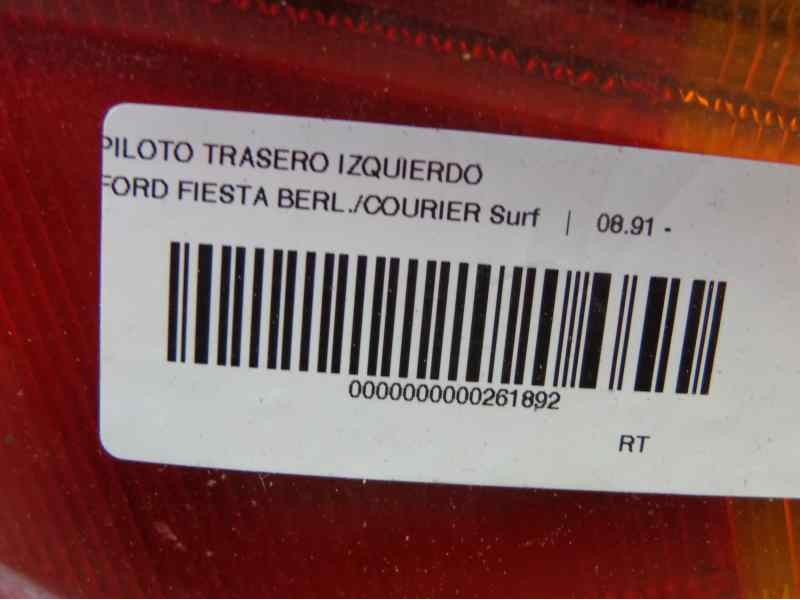 PILOTO TRASERO IZQUIERDO
FORD FIESTA BERL./COURIER Surf | 08.91 -
0000000000261892
RT